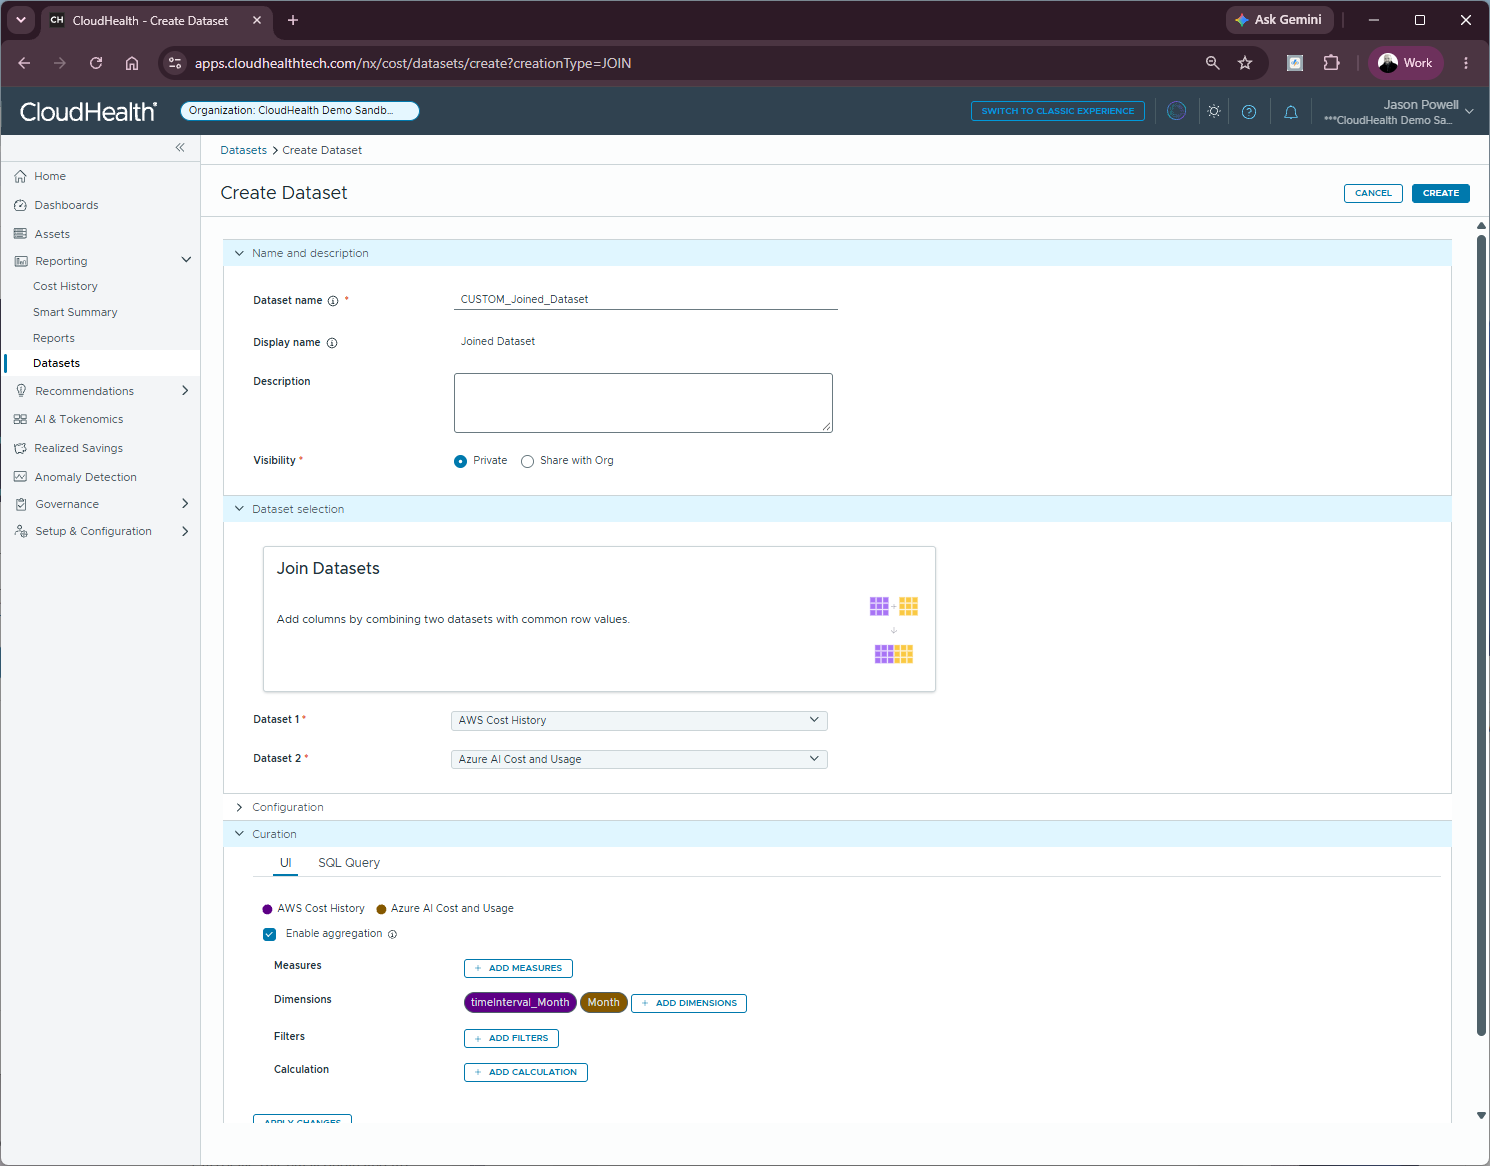 CH CloudHealth - Create Dataset
Ask Gemini
apps.cloudhealthtech.com/nx/cost/datasets/create?creationType=JOIN
Work
CloudHealth
Organization: CloudHealth Demo Sandb...
SWITCH TO CLASSIC EXPERIENCE
Jason Powell
***CloudHealth Demo Sa...
Home
Dashboards
Assets
Reporting
Cost History
Smart Summary
Reports
Datasets
Recommendations
AI & Tokenomics
Realized Savings
Anomaly Detection
Governance
Setup & Configuration
Datasets > Create Dataset
Create Dataset
CANCEL
CREATE
Name and description
Dataset name *
CUSTOM_Joined_Dataset
Display name
Joined Dataset
Description
Visibility *
Private
Share with Org
Dataset selection
Join Datasets
Add columns by combining two datasets with common row values.
Dataset 1 *
AWS Cost History
Dataset 2 *
Azure AI Cost and Usage
Configuration
Curation
UI
SQL Query
AWS Cost History
Azure AI Cost and Usage
Enable aggregation
Measures
+ ADD MEASURES
Dimensions
timeInterval_Month
Month
+ ADD DIMENSIONS
Filters
+ ADD FILTERS
Calculation
+ ADD CALCULATION
APPLY CHANGES